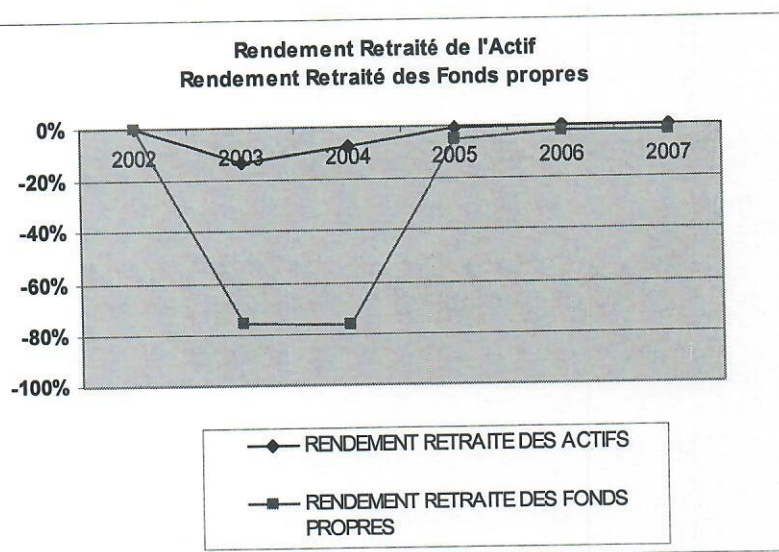 Rendement Retraité de l'Actif
Rendement Retraité des Fonds propres
0%
2002 2003 2004 2005 2006 2007
-20%
-40%
-60%
-80%
-100%
RENDEMENT RETRAITE DES ACTIFS
RENDEMENT RETRAITE DES FONDS
PROPRES